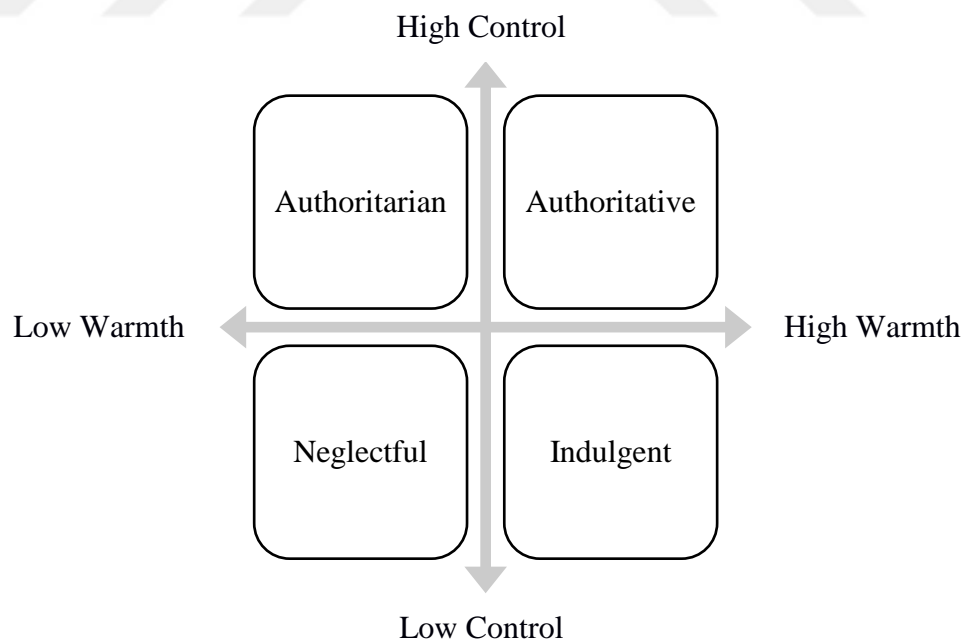 High Control
Authoritarian
Authoritative
Low Warmth
High Warmth
Neglectful
Indulgent
Low Control